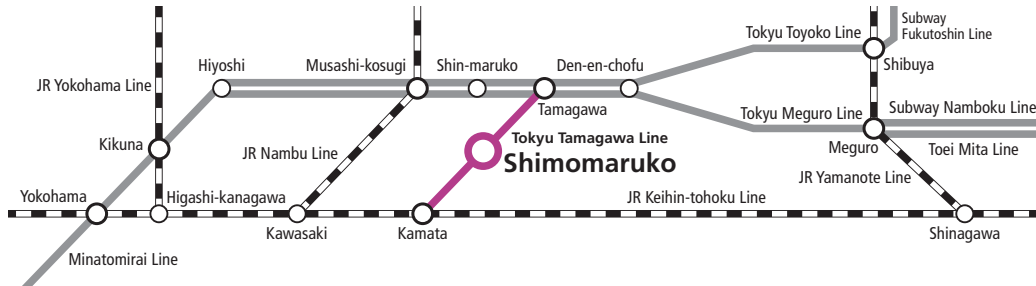 Tokyu Toyoko Line
Subway
Fukutoshin Line
Hiyoshi
Musashi-kosugi
Shin-maruko
Den-en-chofu
Shibuya
JR Yokohama Line
Tamagawa
Tokyu Meguro Line
Subway Namboku Line
Kikuna
JR Nambu Line
Tokyu Tamagawa Line
Shimomaruko
Meguro
Toei Mita Line
JR Yamanote Line
Yokohama
Higashi-kanagawa
JR Keihin-tohoku Line
Kawasaki
Kamata
Shinagawa
Minatomirai Line